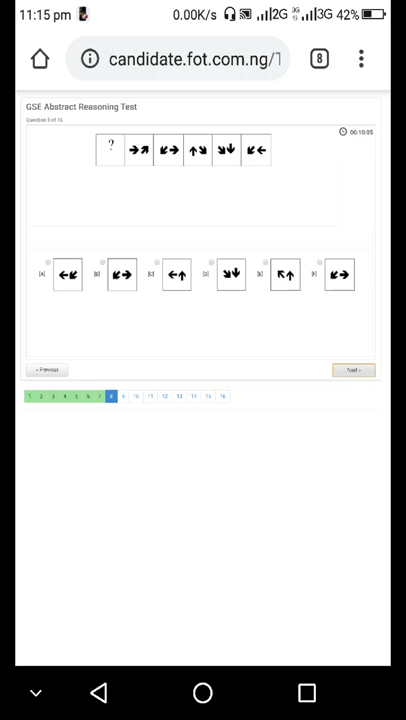 11:15 pm 0.00K/s 2G 3G 3G 42%
candidate.fot.com.ng/1 8
GSE Abstract Reasoning Test
Question 8 of 16
00:10:05
?
[A] [B] [C] [D] [E] [F]
« Previous Next »
1 2 3 4 5 6 7 8 9 10 11 12 13 14 15 16